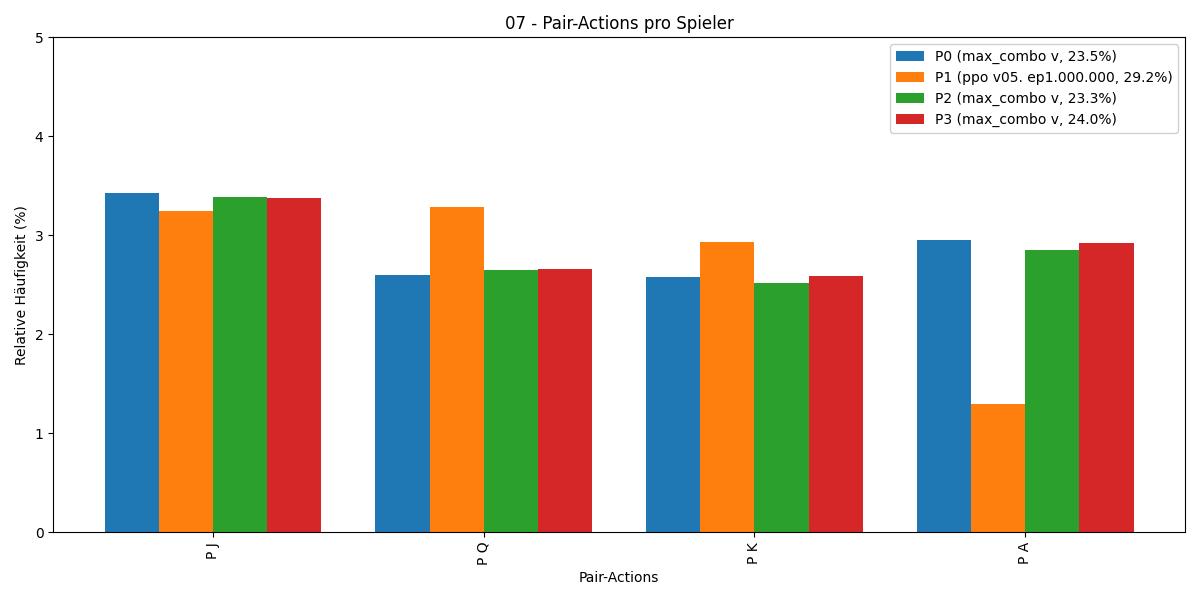 07 - Pair-Actions pro Spieler
P0 (max_combo v, 23.5%)
P1 (ppo v05. ep1.000.000, 29.2%)
P2 (max_combo v, 23.3%)
P3 (max_combo v, 24.0%)
Relative Häufigkeit (%)
5
4
3
2
1
0
P J
P Q
P K
P A
Pair-Actions